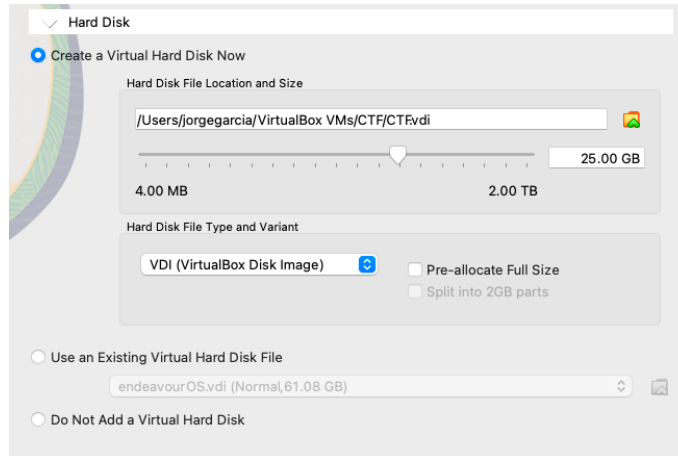 Hard Disk
Create a Virtual Hard Disk Now
Hard Disk File Location and Size
/Users/jorgegarcia/VirtualBox VMs/CTF/CTF.vdi
25.00 GB
4.00 MB 2.00 TB
Hard Disk File Type and Variant
VDI (VirtualBox Disk Image)
Pre-allocate Full Size
Split into 2GB parts
Use an Existing Virtual Hard Disk File
endeavourOS.vdi (Normal,61.08 GB)
Do Not Add a Virtual Hard Disk